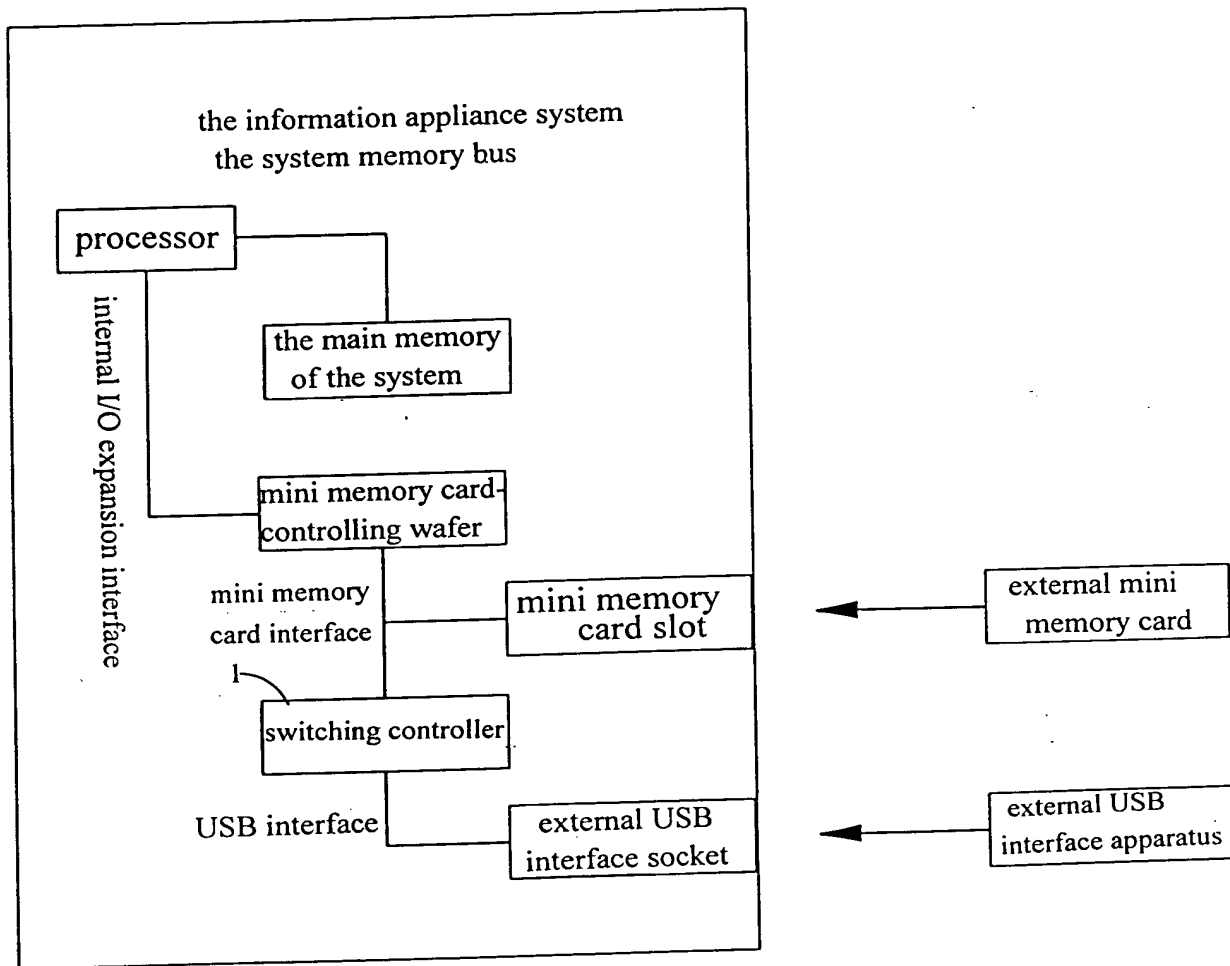 the information appliance system
the system memory bus
processor
internal I/O expansion interface
the main memory
of the system
mini memory card-
controlling wafer
mini memory
card interface
mini memory
card slot
external mini
memory card
1
switching controller
USB interface
external USB
interface socket
external USB
interface apparatus